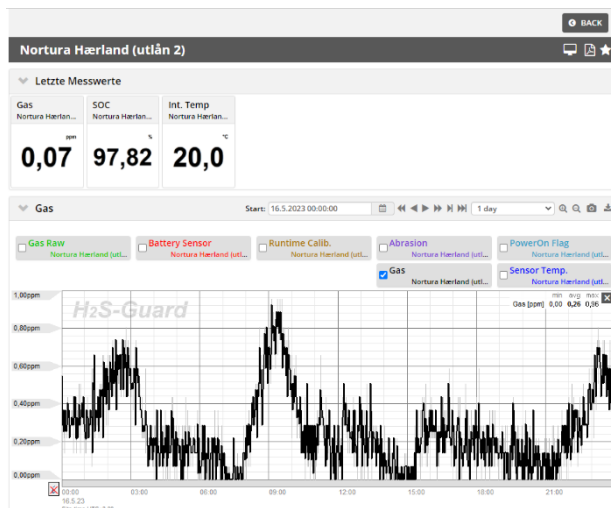 BACK
Nortura Hærland (utlån 2)
Letzte Messwerte
Gas
Nortura Hærlan...
ppm
0,07
SOC
Nortura Hærlan...
%
97,82
Int. Temp
Nortura Hærlan...
°C
20,0
Gas
Start: 16.5.2023 00:00:00
1 day
Gas Raw
Nortura Hærland (utl...
Battery Sensor
Nortura Hærland (utl...
Runtime Calib.
Nortura Hærland (utl...
Abrasion
Nortura Hærland (utl...
PowerOn Flag
Nortura Hærland (utl...
Gas
Nortura Hærland (utl...
Sensor Temp.
Nortura Hærland (utl...
H2S-Guard
min avg max
Gas [ppm] 0,00 0,26 0,96
1,00ppm
0,80ppm
0,60ppm
0,40ppm
0,20ppm
0,00ppm
00:00 03:00 06:00 09:00 12:00 15:00 18:00 21:00
16.5.23